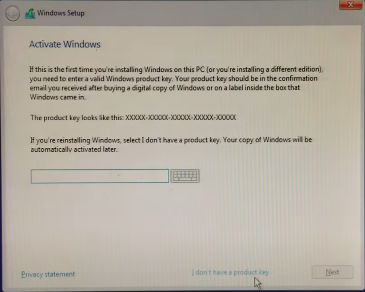 Windows Setup
Activate Windows
If this is the first time you're installing Windows on this PC (or you're installing a different edition),
you need to enter a valid Windows product key. Your product key should be in the confirmation
email you received after buying a digital copy of Windows or on a label inside the box that
Windows came in.
The product key looks like this: XXXXX-XXXXX-XXXXX-XXXXX-XXXXX
If you're reinstalling Windows, select I don't have a product key. Your copy of Windows will be
automatically activated later.
Privacy statement
I don't have a product key
Next